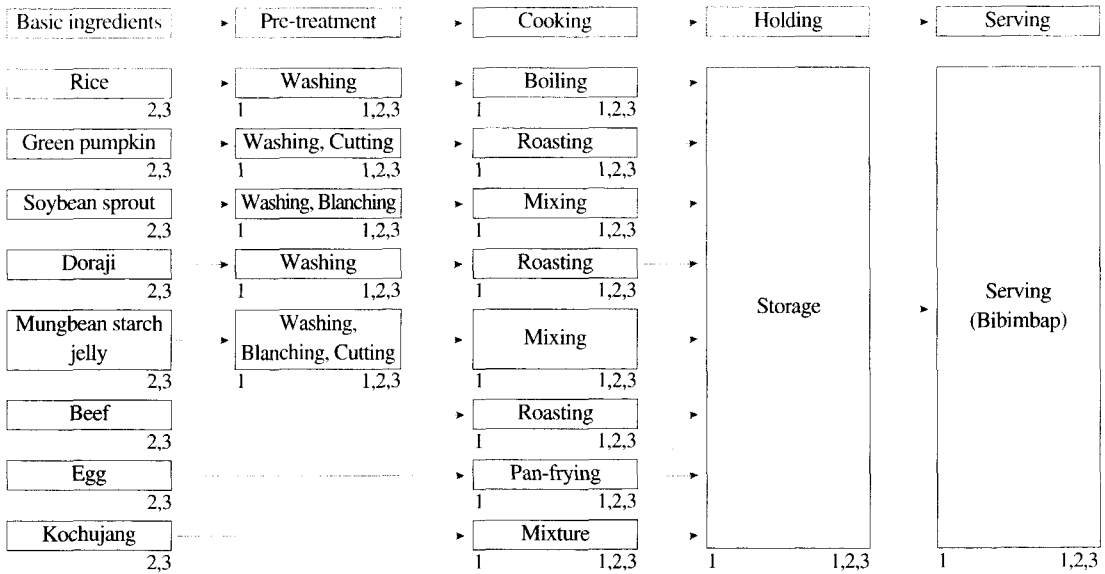 Basic ingredients Pre-treatment Cooking Holding Serving
Rice Washing Boiling
2,3 1 1,2,3 1 1,2,3
Green pumpkin Washing, Cutting Roasting
2,3 1 1,2,3 1 1,2,3
Soybean sprout Washing, Blanching Mixing
2,3 1 1,2,3 1 1,2,3
Doraji Washing Roasting
2,3 1 1,2,3 1 1,2,3
Storage
Serving
(Bibimbap)
Mungbean starch
jelly
Washing,
Blanching, Cutting
Mixing
2,3 1 1,2,3 1 1,2,3
Beef Roasting
2,3 1 1,2,3
Egg Pan-frying
2,3 1 1,2,3
Kochujang Mixture
2,3 1 1,2,3 1 1,2,3 1 1,2,3